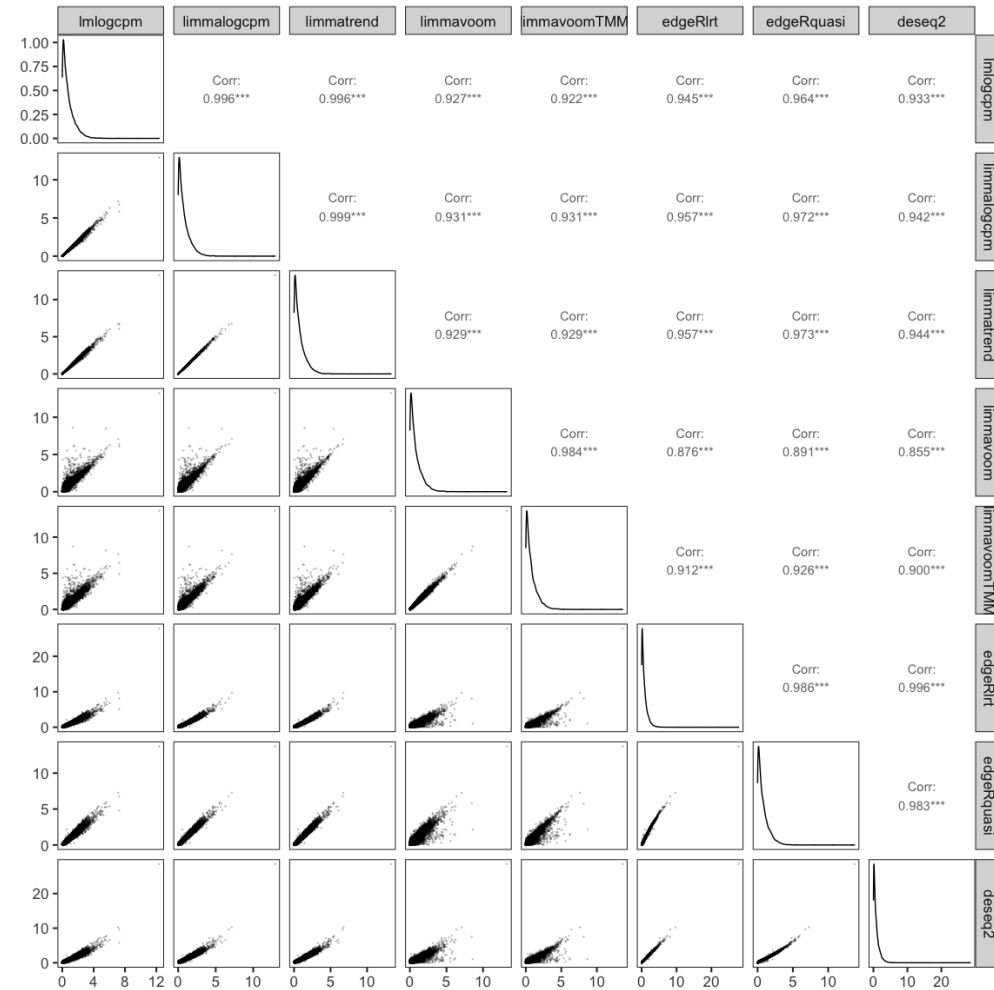 lmlogcpm limmalogcpm limmatrend limmavoom immavoomTMM edgeRlrt edgeRquasi deseq2
1.00
0.75
0.50
0.25
0.00
Corr: Corr: Corr: Corr: Corr: Corr: Corr:
0.996*** 0.996*** 0.927*** 0.922*** 0.945*** 0.964*** 0.933***
lmlogcpm
10
5
0
Corr: Corr: Corr: Corr: Corr: Corr:
0.999*** 0.931*** 0.931*** 0.957*** 0.972*** 0.942***
limmalogcpm
10
5
0
Corr: Corr: Corr: Corr: Corr:
0.929*** 0.929*** 0.957*** 0.973*** 0.944***
limmatrend
10
5
0
Corr: Corr: Corr: Corr:
0.984*** 0.876*** 0.891*** 0.855***
limmavoom
10
5
0
Corr: Corr: Corr:
0.912*** 0.926*** 0.900***
immavoomTMM
20
10
0
Corr: Corr:
0.986*** 0.996***
edgeRlrt
10
5
0
Corr:
0.983***
edgeRquasi
20
10
0
deseq2
0 4 8 12 0 5 10 0 5 10 0 5 10 0 5 10 0 10 20 0 5 10 0 10 20